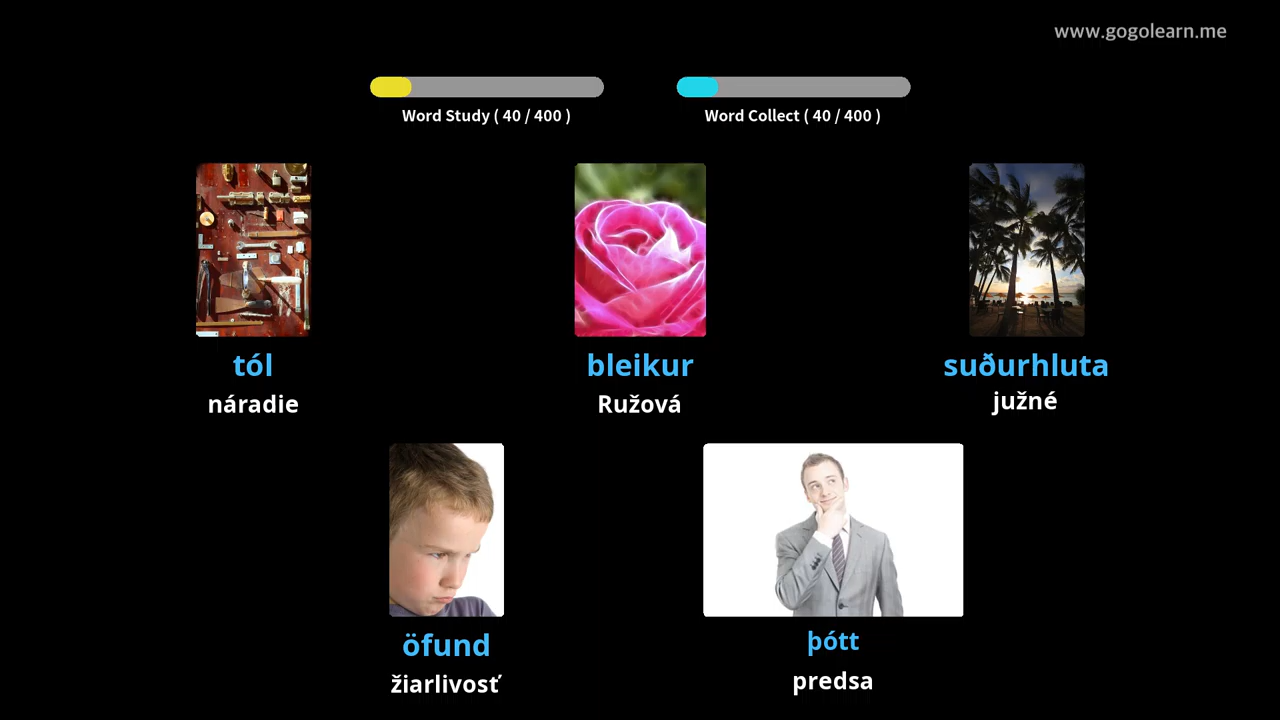 www.gogolearn.me
Word Study ( 40 / 400 )
Word Collect ( 40 / 400 )
tól
bleikur
suðurhluta
náradie
Ružová
južné
öfund
þótt
žiarlivosť
predsa